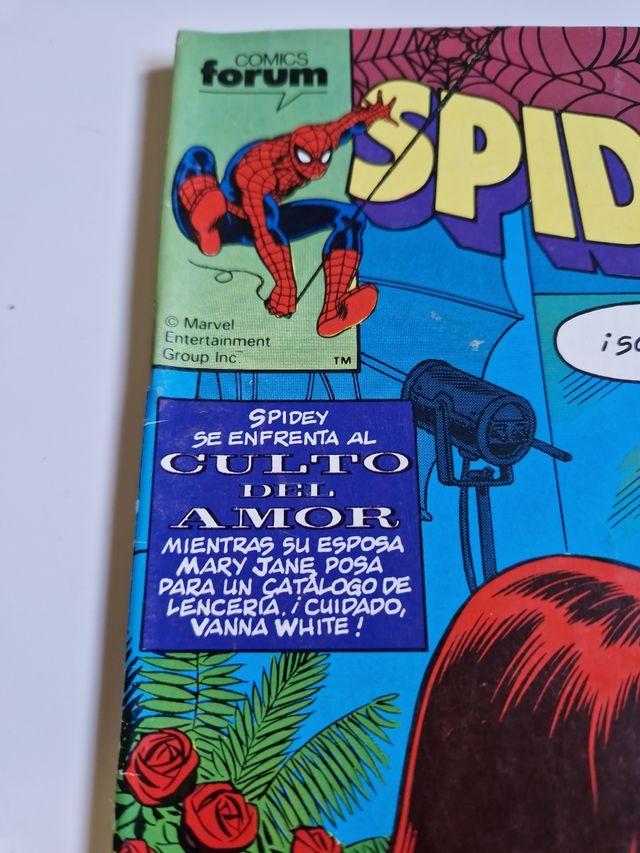 COMICS
forum
SPID
© Marvel
Entertainment
Group Inc.
TM
¡SO
SPIDEY
SE ENFRENTA AL
CULTO
DEL
AMOR
MIENTRAS SU ESPOSA
MARY JANE POSA
PARA UN CATÁLOGO DE
LENCERÍA. ¡CUIDADO,
VANNA WHITE!